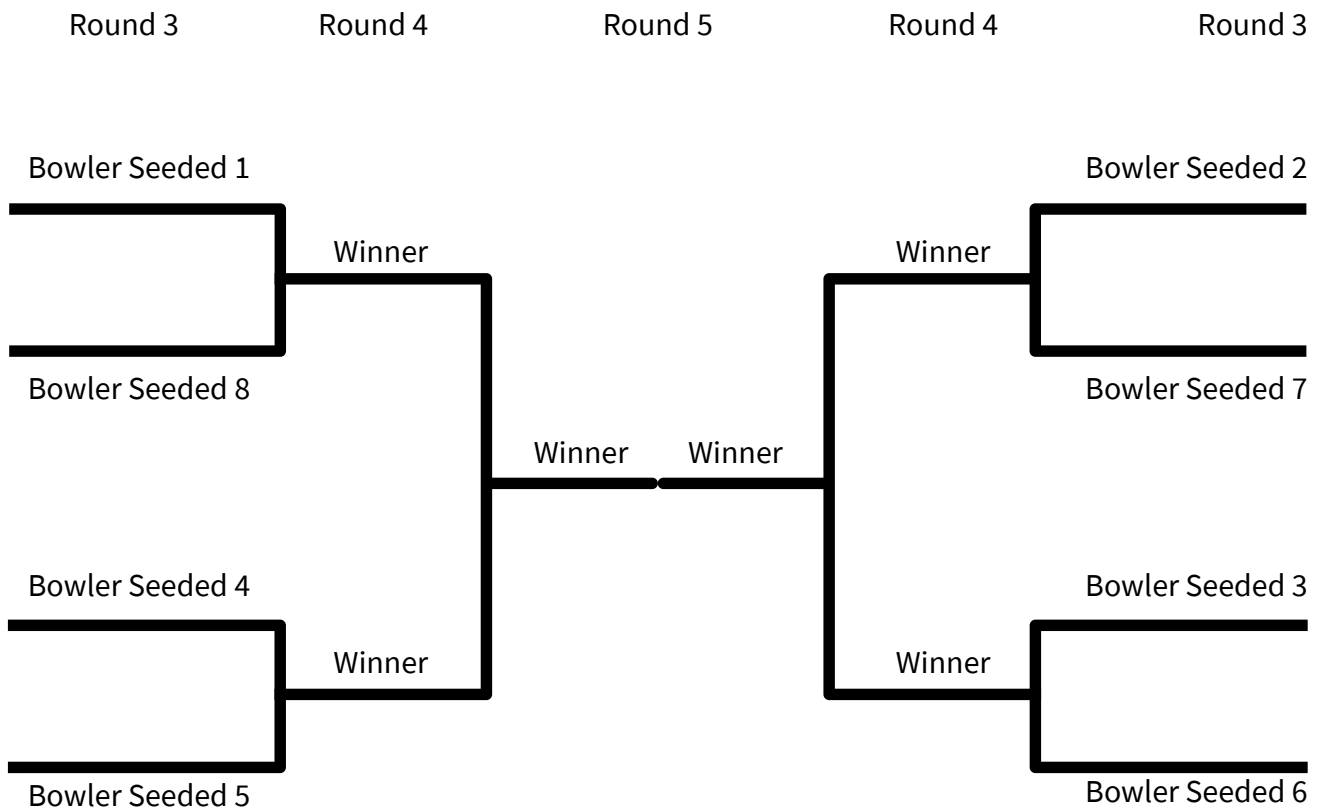 Round 3 Round 4 Round 5 Round 4 Round 3
Bowler Seeded 1 Bowler Seeded 2
Winner Winner
Bowler Seeded 8 Bowler Seeded 7
Winner Winner
Bowler Seeded 4 Bowler Seeded 3
Winner Winner
Bowler Seeded 5 Bowler Seeded 6